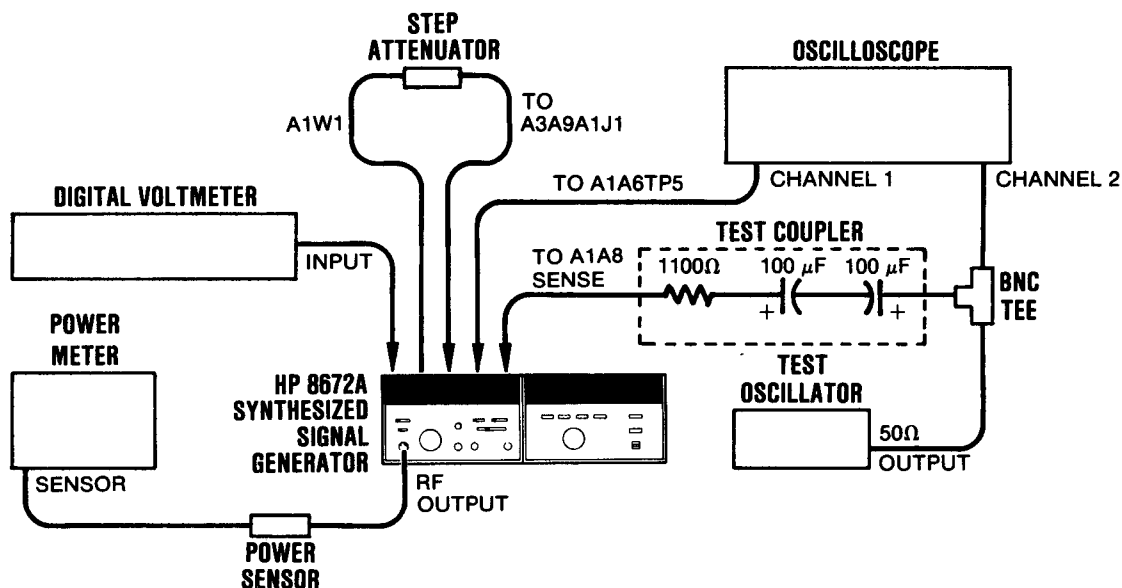 STEP
ATTENUATOR
OSCILLOSCOPE
A1W1
TO
A3A9A1J1
TO A1A6TP5
CHANNEL 1
CHANNEL 2
DIGITAL VOLTMETER
INPUT
TEST COUPLER
TO A1A8
SENSE
1100Ω
100 μF
100 μF
+
+
BNC
TEE
POWER
METER
HP 8672A
SYNTHESIZED
SIGNAL
GENERATOR
TEST
OSCILLATOR
50Ω
OUTPUT
SENSOR
RF
OUTPUT
POWER
SENSOR